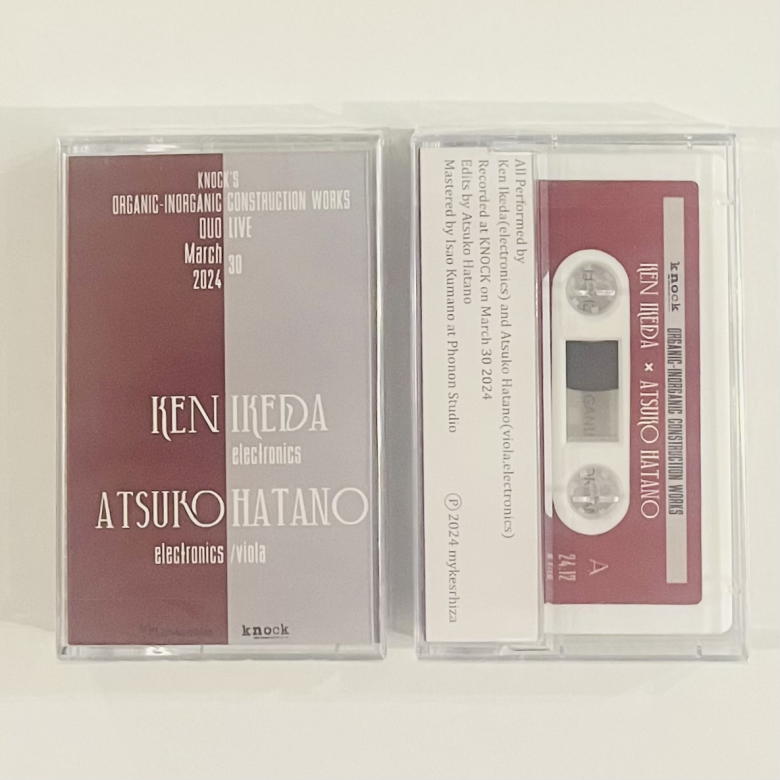 KNOCK'S
ORGANIC-INORGANIC CONSTRUCTION WORKS
DUO LIVE
March 30
2024
KEN IKEDA
electronics
ATSUKO HATANO
electronics/viola
knock
All Performed by
Ken Ikeda(electronics) and Atsuko Hatano(viola,electronics)
Recorded at KNOCK on March 30 2024
Edits by Atsuko Hatano
Mastered by Isao Kumano at Phonon Studio
Ⓟ 2024 mykesrhiza
knock ORGANIC-INORGANIC CONSTRUCTION WORKS
KEN IKEDA × ATSUKO HATANO
A
24.12